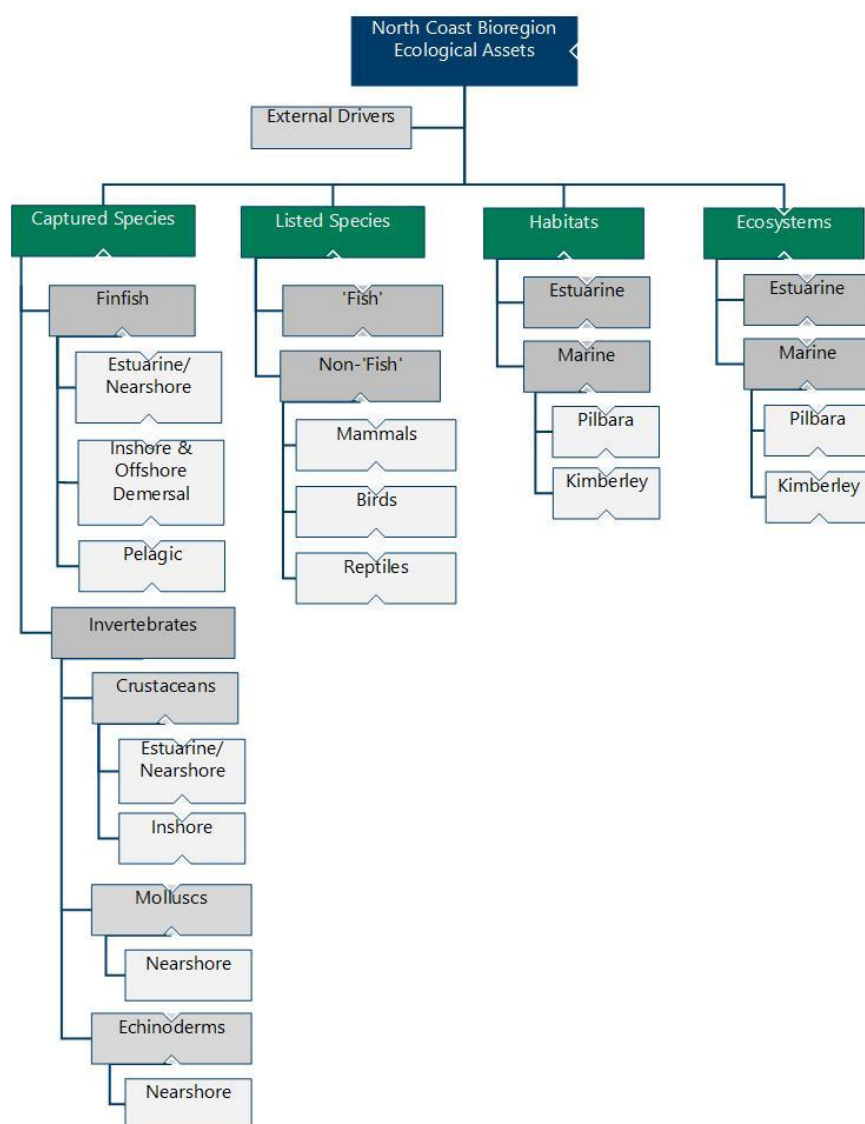 North Coast Bioregion
Ecological Assets
External Drivers
Captured Species
Finfish
Estuarine/
Nearshore
Inshore &
Offshore
Demersal
Pelagic
Invertebrates
Crustaceans
Estuarine/
Nearshore
Inshore
Molluscs
Nearshore
Echinoderms
Nearshore
Listed Species
'Fish'
Non-'Fish'
Mammals
Birds
Reptiles
Habitats
Estuarine
Marine
Pilbara
Kimberley
Ecosystems
Estuarine
Marine
Pilbara
Kimberley